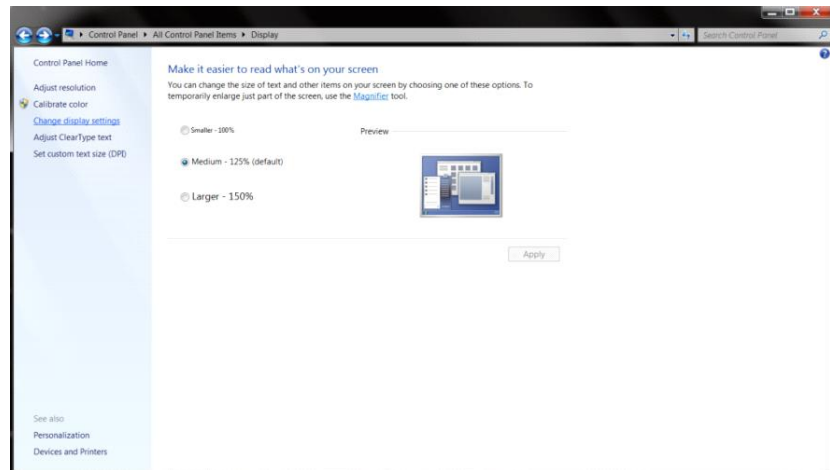 Control Panel ▸ All Control Panel Items ▸ Display
Search Control Panel
Control Panel Home
Adjust resolution
Calibrate color
Change display settings
Adjust ClearType text
Set custom text size (DPI)
Make it easier to read what's on your screen
You can change the size of text and other items on your screen by choosing one of these options. To
temporarily enlarge just part of the screen, use the Magnifier tool.
Smaller - 100%
Preview
Medium - 125% (default)
Larger - 150%
Apply
See also
Personalization
Devices and Printers